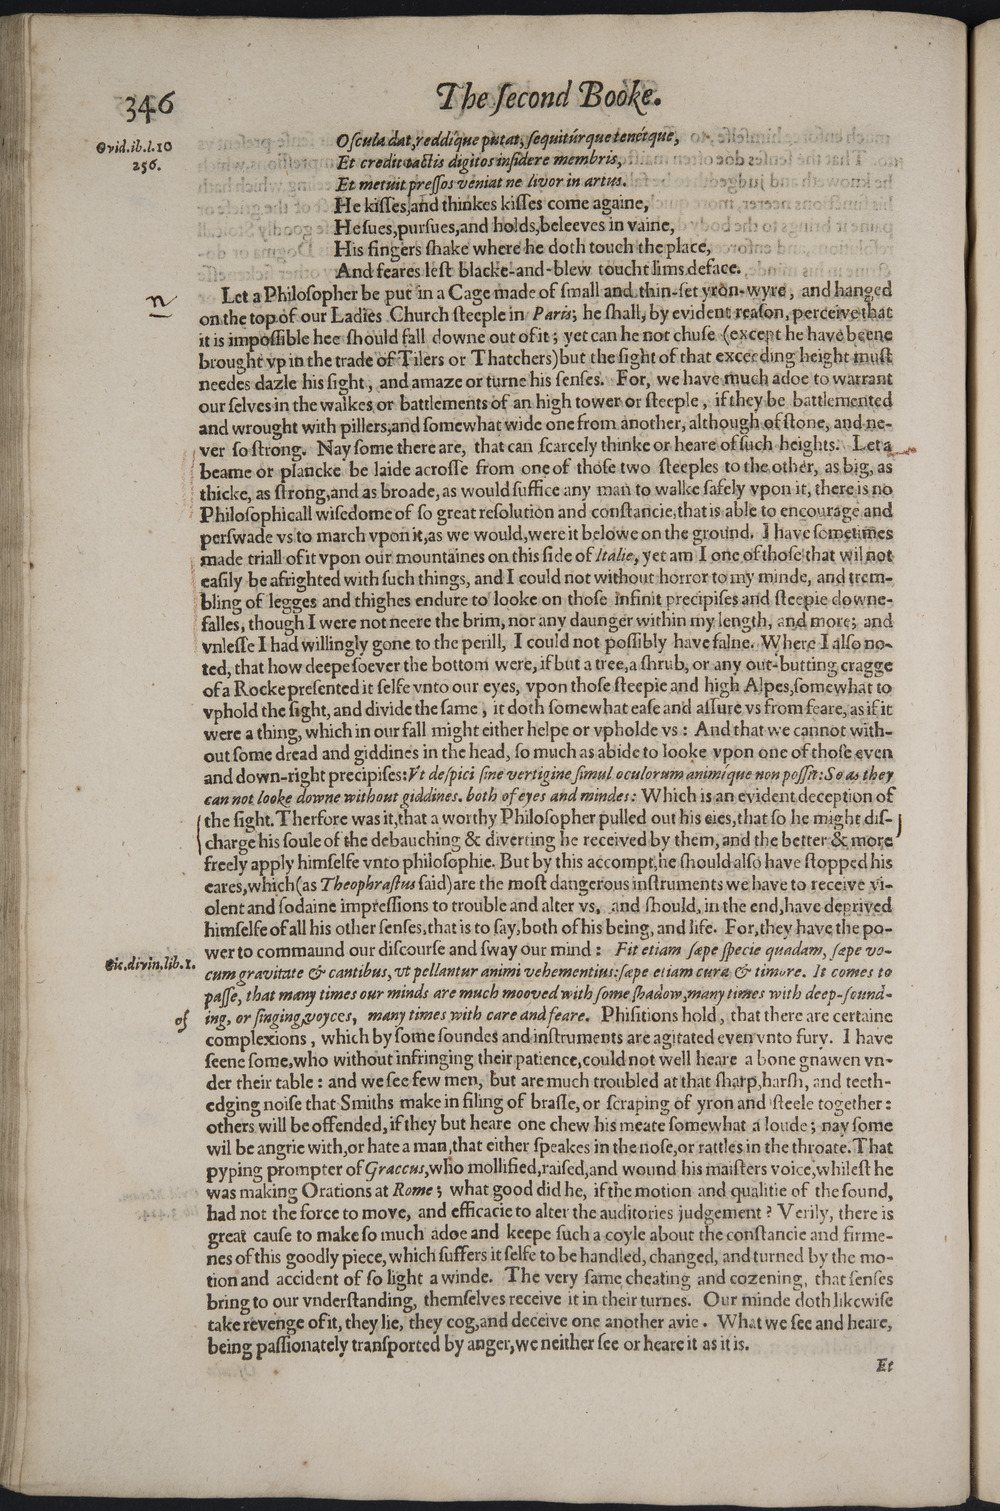 346
The ſecond Booke.
Ovid.ib.l.10
256.
Oſcula dat, reddíque putat, ſequitúrque tenétque,
Et credit tactis digitos inſidere membris,
Et metuit preſſos veniat ne livor in artus.
He kiſſes, and thinkes kiſſes come againe,
He ſues, purſues, and holds, beleeves in vaine,
His fingers ſhake where he doth touch the place,
And feares leſt blacke-and-blew toucht lims deface.
n
Let a Philoſopher be put in a Cage made of ſmall and thin-ſet yron-wyre, and hanged
on the top of our Ladies Church ſteeple in Paris; he ſhall, by evident reaſon, perceive that
it is impoſſible hee ſhould fall downe out of it; yet can he not chuſe (except he have beene
brought vp in the trade of Tilers or Thatchers) but the ſight of that exceeding height muſt
needes dazle his ſight, and amaze or turne his ſenſes. For, we have much adoe to warrant
our ſelves in the walkes or battlements of an high tower or ſteeple, if they be battlemented
and wrought with pillers, and ſomewhat wide one from another, although of ſtone, and ne-
ver ſo ſtrong. Nay ſome there are, that can ſcarcely thinke or heare of ſuch heights. Let a
beame or plancke be laide acroſſe from one of thoſe two ſteeples to the other, as big, as
thicke, as ſtrong, and as broade, as would ſuffice any man to walke ſafely vpon it, there is no
Philoſophicall wiſedome of ſo great reſolution and conſtancie, that is able to encourage and
perſwade vs to march vpon it, as we would, were it belowe on the ground. I have ſometimes
made triall of it vpon our mountaines on this ſide of Italie, yet am I one of thoſe that wil not
eaſily be afrighted with ſuch things, and I could not without horror to my minde, and trem-
bling of legges and thighes endure to looke on thoſe infinit precipiſes and ſteepie downe-
falles, though I were not neere the brim, nor any daunger within my length, and more; and
vnleſſe I had willingly gone to the perill, I could not poſſibly have falne. Where I alſo no-
ted, that how deepe ſoever the bottom were, if but a tree, a ſhrub, or any out-butting cragge
of a Rocke preſented it ſelfe vnto our eyes, vpon thoſe ſteepie and high Alpes, ſomewhat to
vphold the ſight, and divide the ſame, it doth ſomewhat eaſe and aſſure vs from feare, as if it
were a thing, which in our fall might either helpe or vpholde vs: And that we cannot with-
out ſome dread and giddines in the head, ſo much as abide to looke vpon one of thoſe even
and down-right precipiſes: Vt deſpici ſine vertigine ſimul oculorum animique non poſſit: So as they
can not looke downe without giddines. both of eyes and mindes: Which is an evident deception of
the ſight. Therfore was it, that a worthy Philoſopher pulled out his eies, that ſo he might diſ-
charge his ſoule of the debauching & diverting he received by them, and the better & more
freely apply himſelfe vnto philoſophie. But by this accompt, he ſhould alſo have ſtopped his
eares, which (as Theophraſtus ſaid) are the moſt dangerous inſtruments we have to receive vi-
olent and ſodaine impreſſions to trouble and alter vs, and ſhould, in the end, have deprived
himſelfe of all his other ſenſes, that is to ſay, both of his being, and life. For, they have the po-
wer to commaund our diſcourſe and ſway our mind: Fit etiam ſæpe ſpecie quadam, ſæpe vo-
Cic.divin.lib.1.
cum gravitate & cantibus, vt pellantur animi vehementius: ſæpe etiam cura & timore. It comes to
paſſe, that many times our minds are much mooved with ſome ſhadow, many times with deep-ſound-
of
ing, or ſinging voyces, many times with care and feare. Phiſitions hold, that there are certaine
complexions, which by ſome ſoundes and inſtruments are agitated even vnto fury. I have
ſeene ſome, who without infringing their patience, could not well heare a bone gnawen vn-
der their table: and we ſee few men, but are much troubled at that ſharp, harſh, and teeth-
edging noiſe that Smiths make in filing of braſſe, or ſcraping of yron and ſteele together:
others will be offended, if they but heare one chew his meate ſomewhat a loude; nay ſome
wil be angrie with, or hate a man, that either ſpeakes in the noſe, or rattles in the throate. That
pyping prompter of Graccus, who mollified, raiſed, and wound his maiſters voice, whileſt he
was making Orations at Rome; what good did he, if the motion and qualitie of the ſound,
had not the force to move, and efficacie to alter the auditories judgement? Verily, there is
great cauſe to make ſo much adoe and keepe ſuch a coyle about the conſtancie and firme-
nes of this goodly piece, which ſuffers it ſelfe to be handled, changed, and turned by the mo-
tion and accident of ſo light a winde. The very ſame cheating and cozening, that ſenſes
bring to our vnderſtanding, themſelves receive it in their turnes. Our minde doth likewiſe
take revenge of it, they lie, they cog, and deceive one another a vie. What we ſee and heare,
being paſſionately tranſported by anger, we neither ſee or heare it as it is.
Et